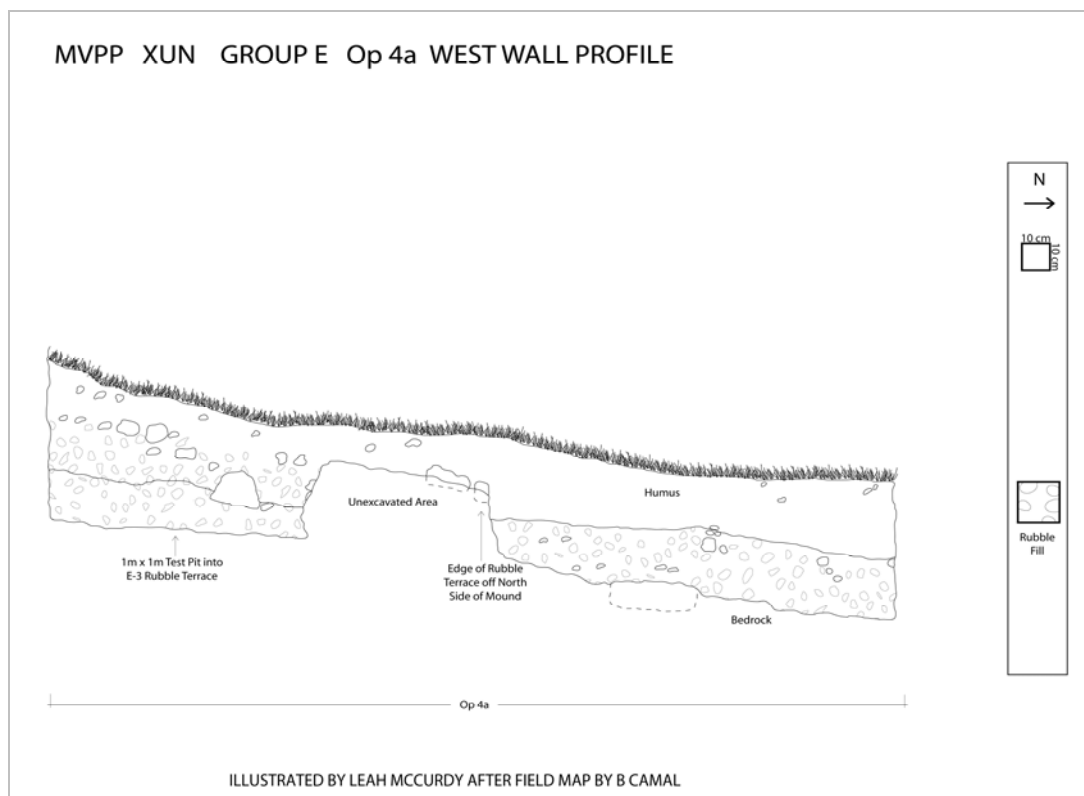 MVPP XUN GROUP E Op 4a WEST WALL PROFILE
N
10 cm
10 cm
Humus
Unexcavated Area
Rubble
Fill
1m x 1m Test Pit into
E-3 Rubble Terrace
Edge of Rubble
Terrace off North
Side of Mound
Bedrock
Op 4a
ILLUSTRATED BY LEAH MCCURDY AFTER FIELD MAP BY B CAMAL